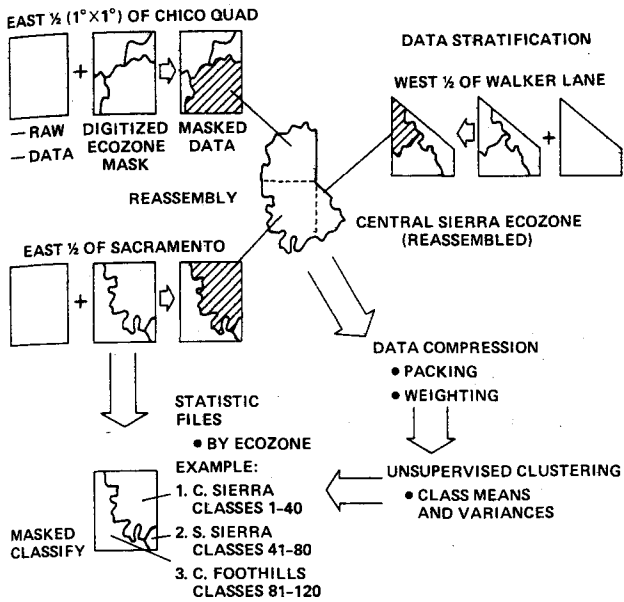 EAST ½ (1°×1°) OF CHICO QUAD
DATA STRATIFICATION
WEST ½ OF WALKER LANE
— RAW
— DATA
DIGITIZED
ECOZONE
MASK
MASKED
DATA
REASSEMBLY
CENTRAL SIERRA ECOZONE
(REASSEMBLED)
EAST ½ OF SACRAMENTO
DATA COMPRESSION
• PACKING
• WEIGHTING
STATISTIC
FILES
• BY ECOZONE
EXAMPLE:
1. C. SIERRA
CLASSES 1–40
2. S. SIERRA
CLASSES 41–80
3. C. FOOTHILLS
CLASSES 81–120
UNSUPERVISED CLUSTERING
• CLASS MEANS
AND VARIANCES
MASKED
CLASSIFY